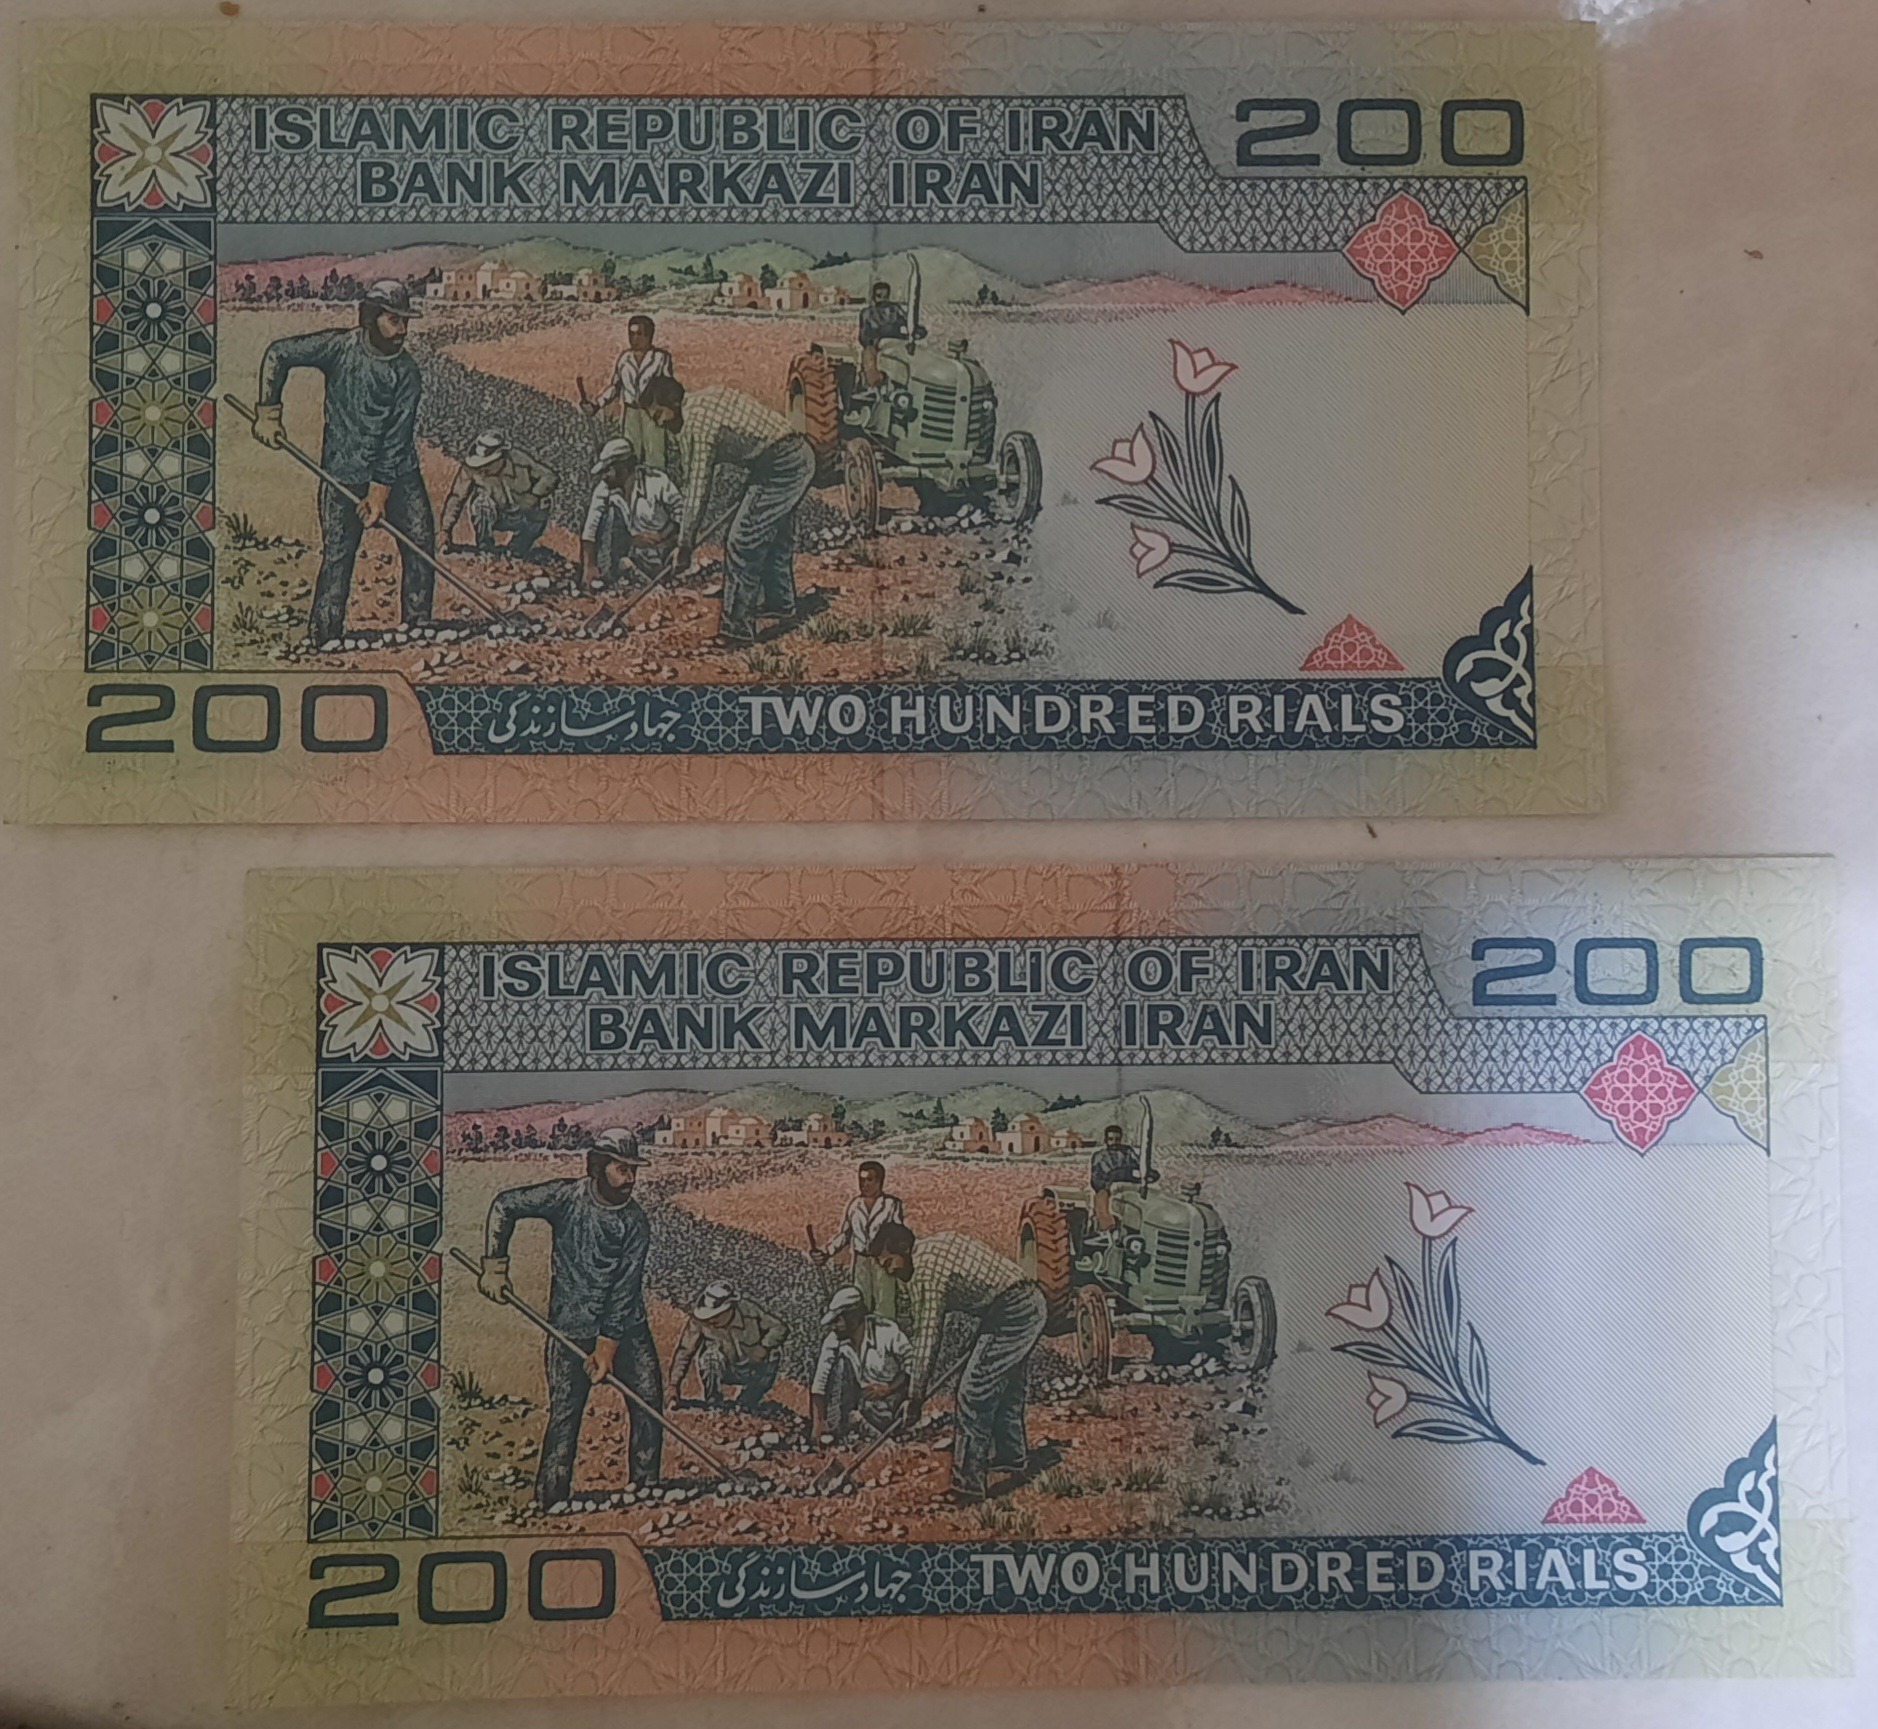 ISLAMIC REPUBLIC OF IRAN
200
BANK MARKAZI IRAN
200
جهاد سازندگی
TWO HUNDRED RIALS
ISLAMIC REPUBLIC OF IRAN
200
BANK MARKAZI IRAN
200
جهاد سازندگی
TWO HUNDRED RIALS